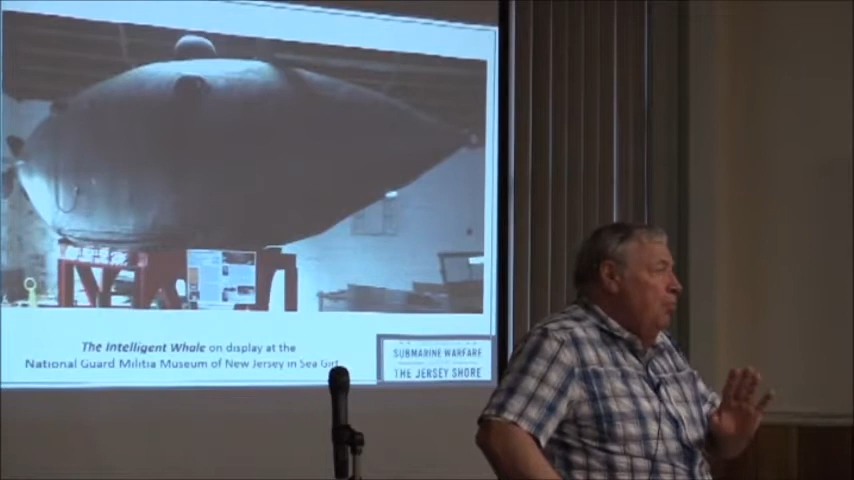 The Intelligent Whale on display at the
National Guard Militia Museum of New Jersey in Sea Girt
SUBMARINE WARFARE
THE JERSEY SHORE